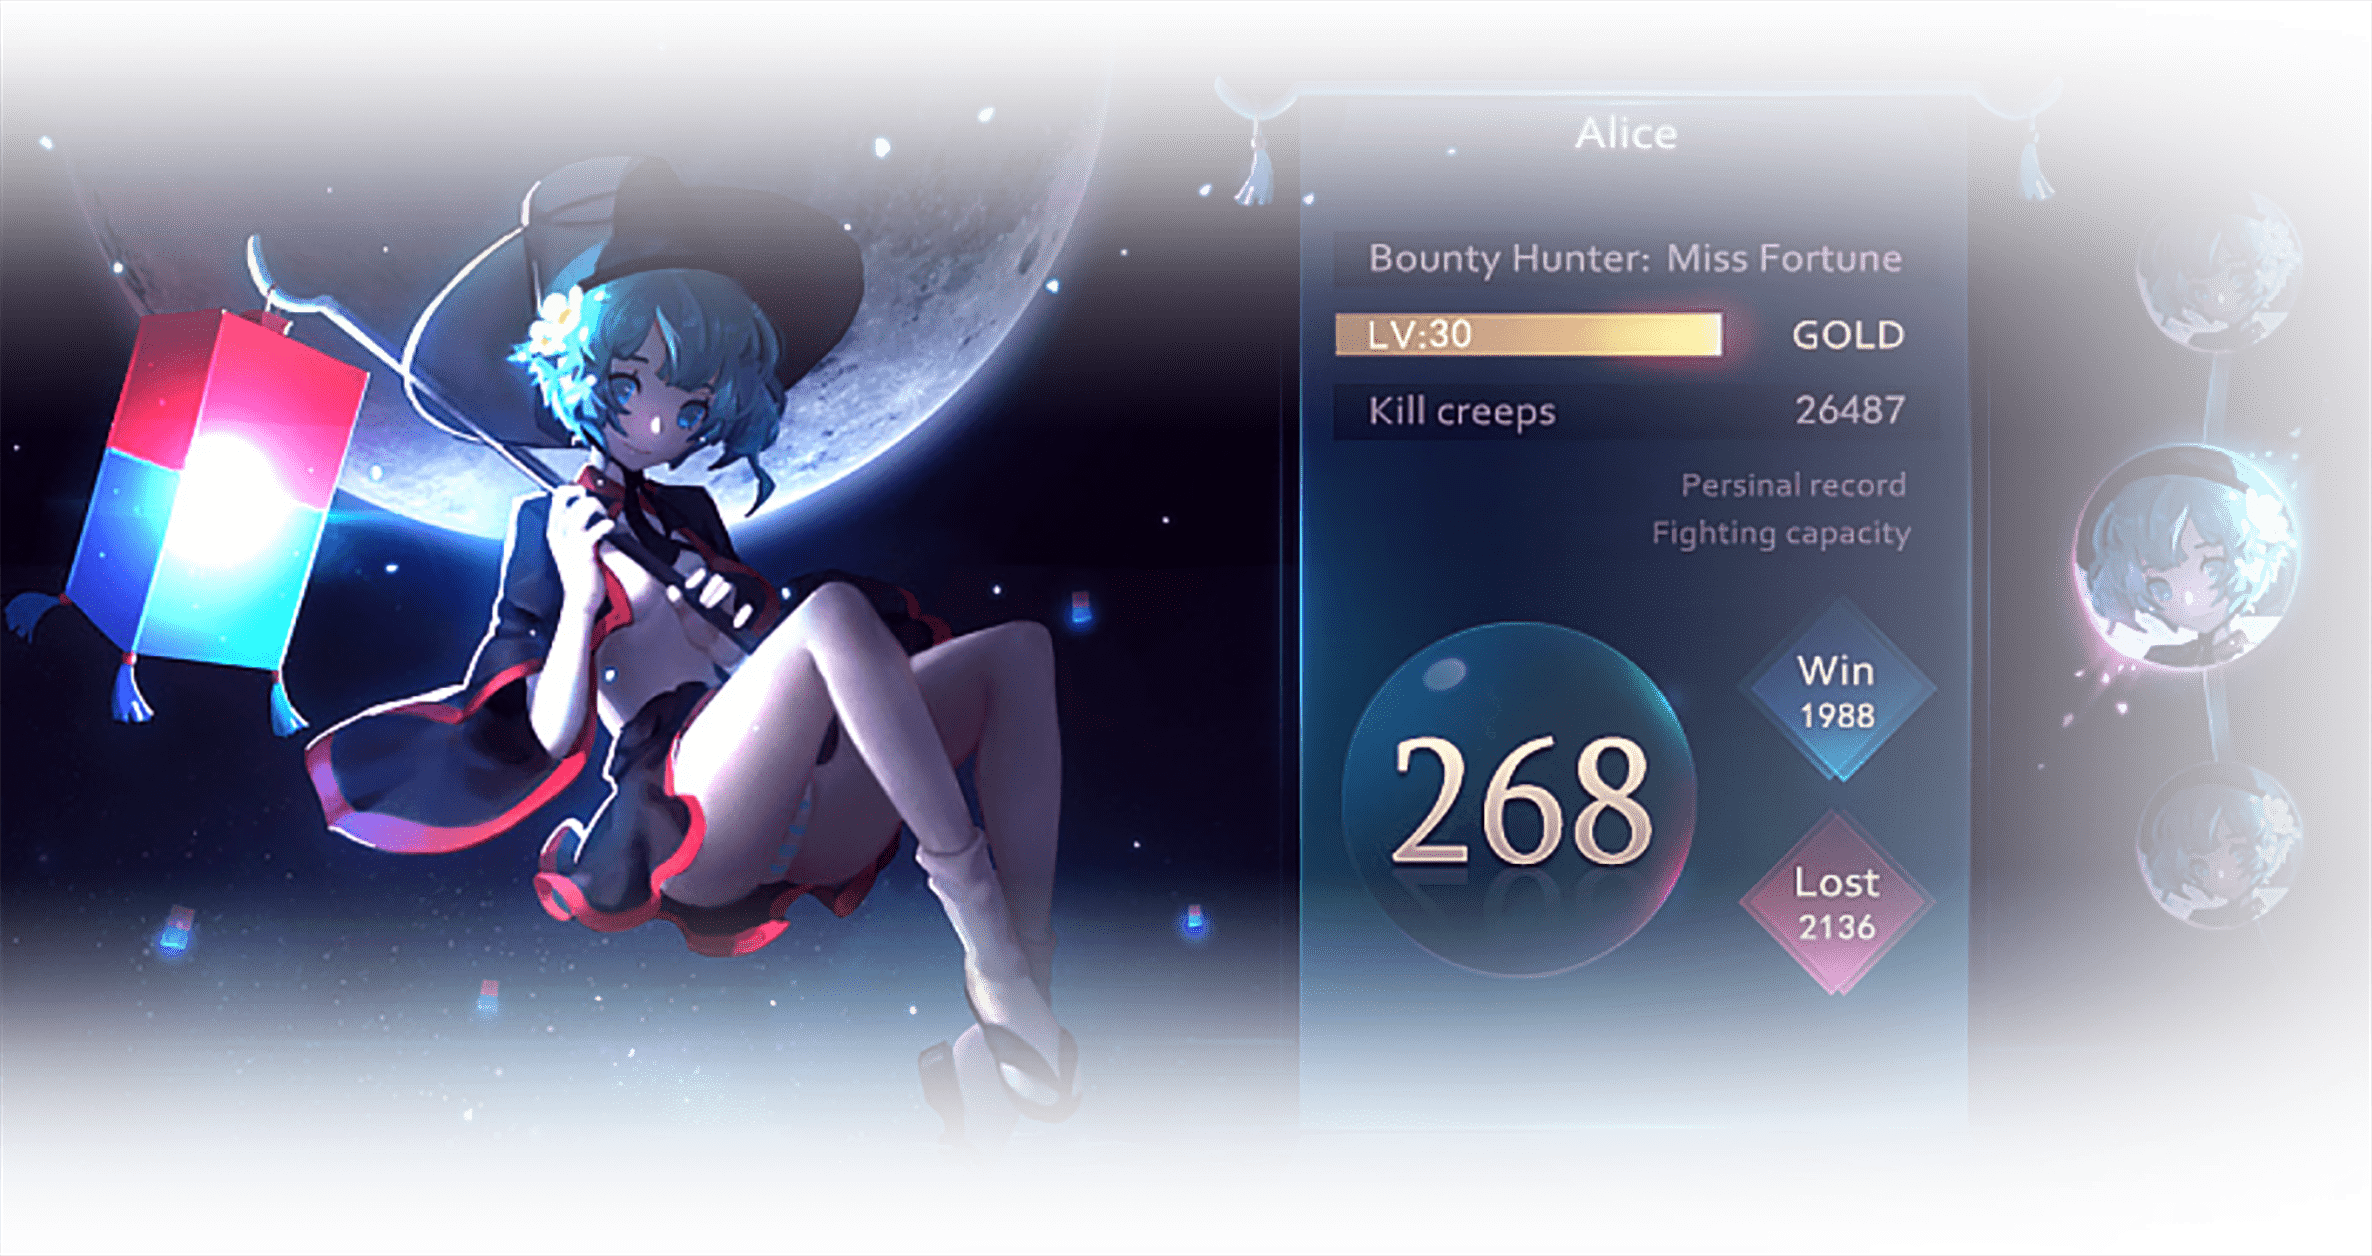 Alice
Bounty Hunter: Miss Fortune
LV:30 GOLD
Kill creeps 26487
Persinal record
Fighting capacity
268
Win
1988
Lost
2136